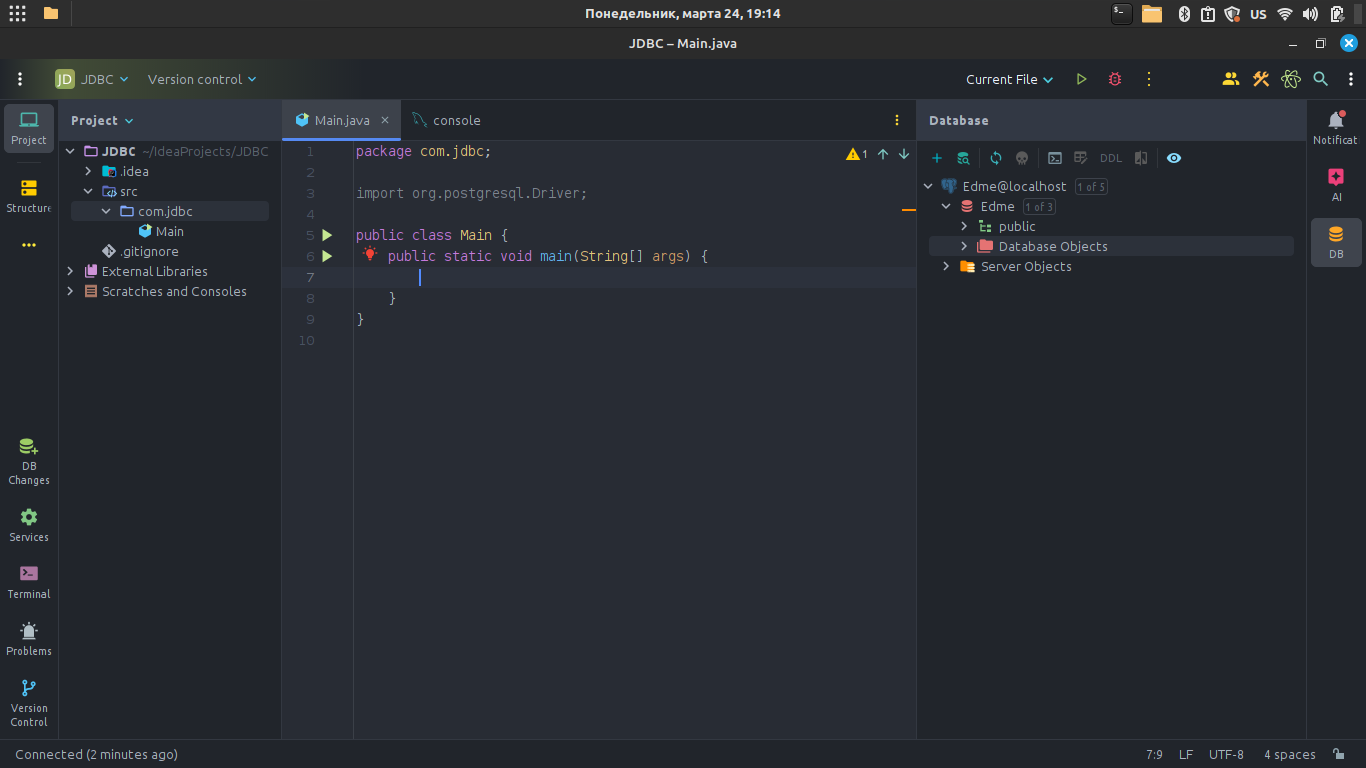 Понедельник, марта 24, 19:14
US
JDBC – Main.java
JD JDBC
Version control
Current File
Project
Structure
DB Changes
Services
Terminal
Problems
Version Control
Project
JDBC ~/IdeaProjects/JDBC
.idea
src
com.jdbc
Main
.gitignore
External Libraries
Scratches and Consoles
Main.java
console
1 package com.jdbc;
2
3 import org.postgresql.Driver;
4
5 public class Main {
6 public static void main(String[] args) {
7
8 }
9 }
10
1
Database
DDL
Edme@localhost 1 of 5
Edme 1 of 3
public
Database Objects
Server Objects
Notificat
AI
DB
Connected (2 minutes ago)
7:9 LF UTF-8 4 spaces